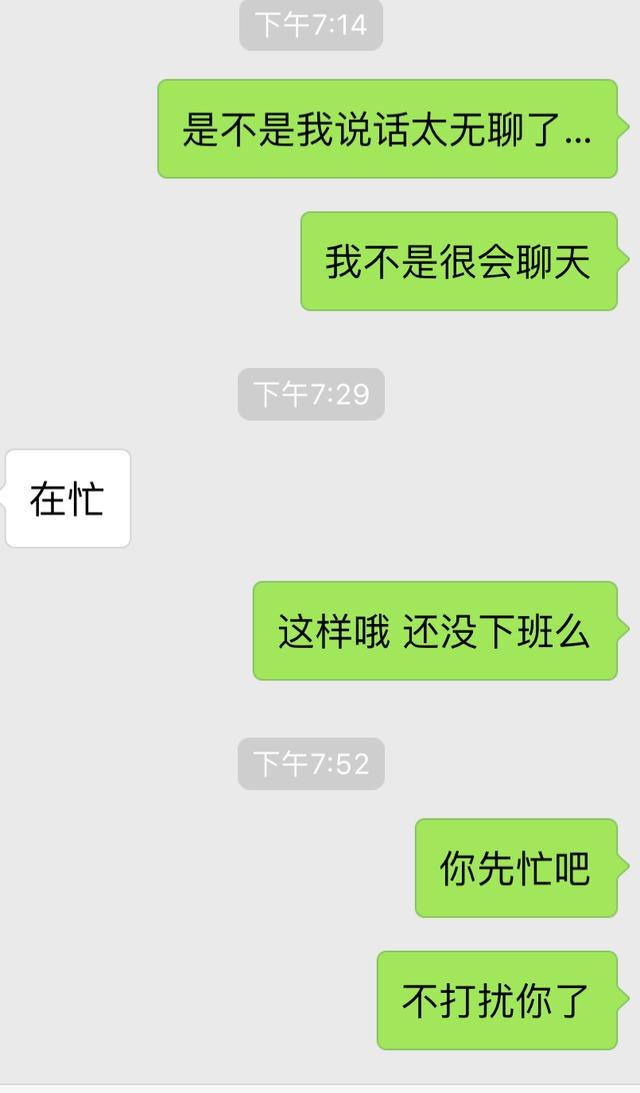 下午7:14
是不是我说话太无聊了...
我不是很会聊天
下午7:29
在忙
这样哦 还没下班么
下午7:52
你先忙吧
不打扰你了